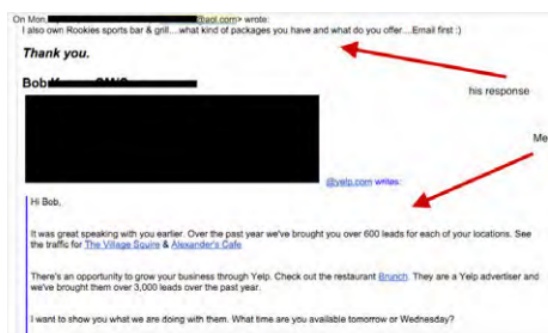 On Mon, @aol.com> wrote:
I also own Rookies sports bar & grill....what kind of packages you have and what do you offer....Email first :)
Thank you.
Bob
his response
Me
@yelp.com writes:
Hi Bob,
It was great speaking with you earlier. Over the past year we've brought you over 600 leads for each of your locations. See
the traffic for The Village Squire & Alexander's Cafe
There's an opportunity to grow your business through Yelp. Check out the restaurant Brunch. They are a Yelp advertiser and
we've brought them over 3,000 leads over the past year.
I want to show you what we are doing with them. What time are you available tomorrow or Wednesday?